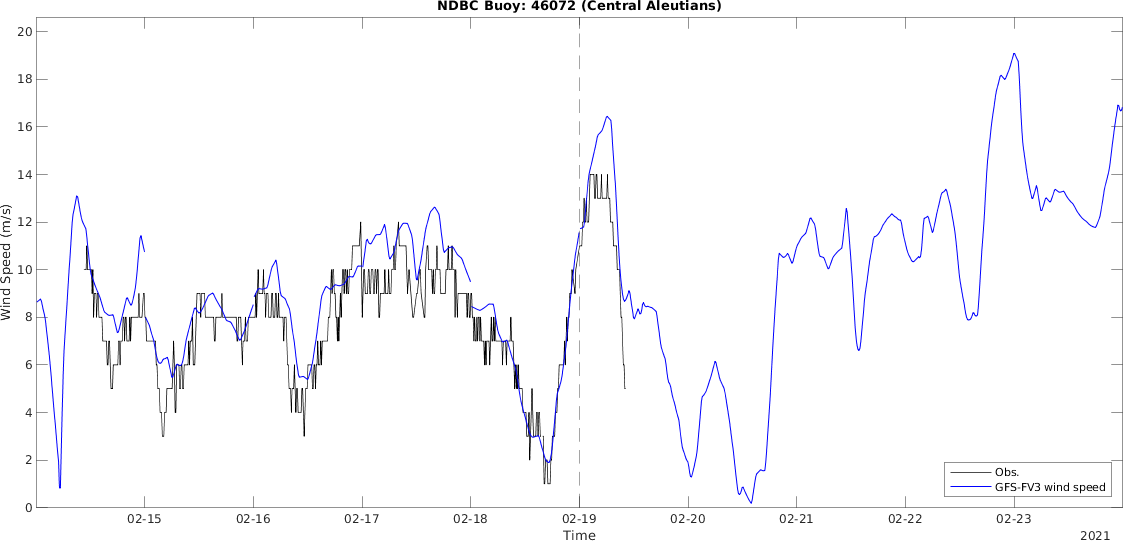 NDBC Buoy: 46072 (Central Aleutians)
20
18
16
14
12
10
8
6
4
2
0
Wind Speed (m/s)
02-15 02-16 02-17 02-18 02-19 02-20 02-21 02-22 02-23
Time
2021
Obs.
GFS-FV3 wind speed